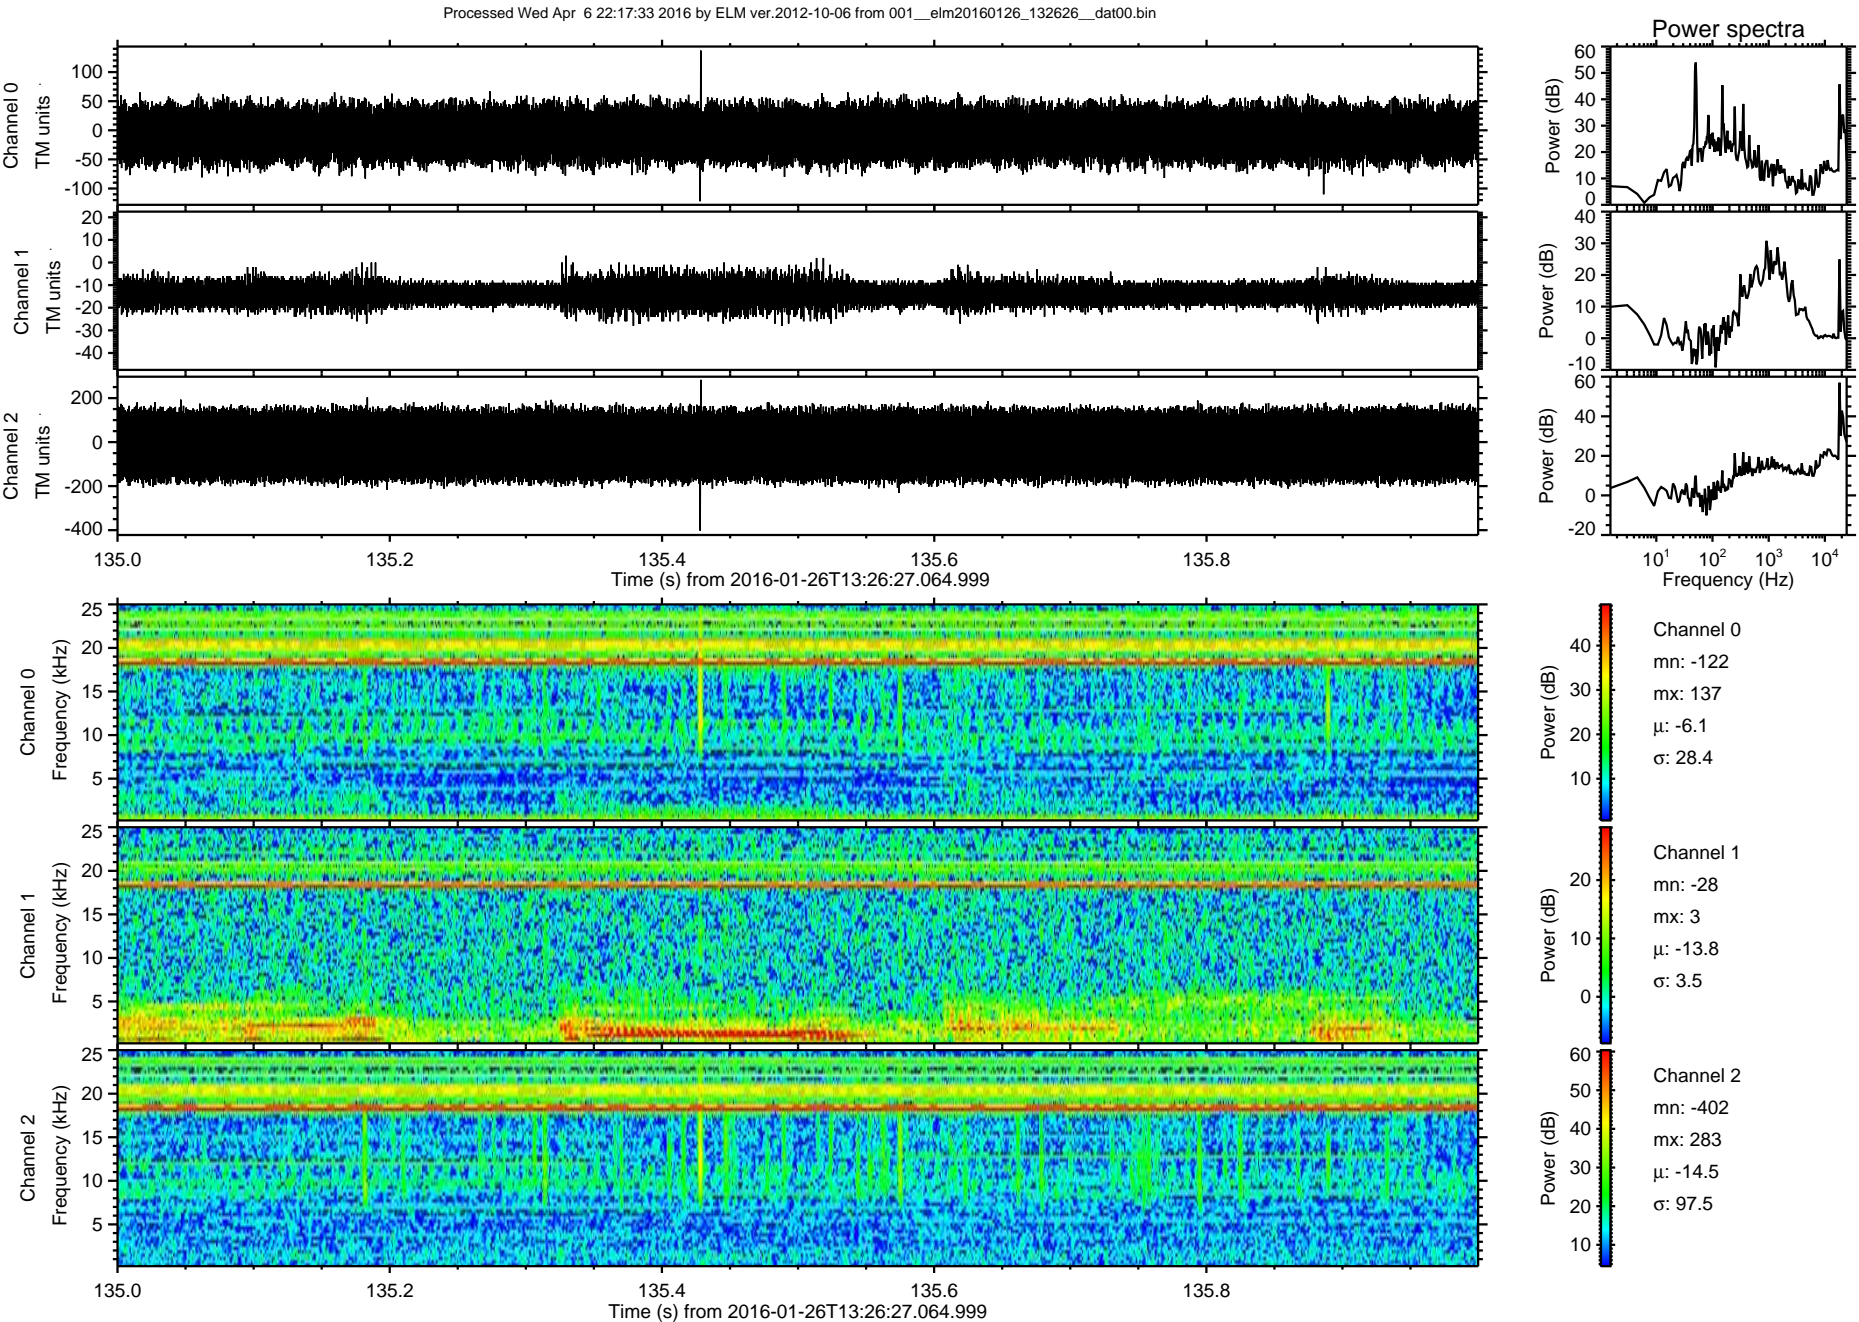 Processed Wed Apr  6 22:17:33 2016 by ELM ver.2012-10-06 from 001__elm20160126_132626__dat00.bin
Power spectra
Channel 0
TM units
100
50
0
-50
-100
Power (dB)
60
50
40
30
20
10
0
Channel 1
TM units
20
10
0
-10
-20
-30
-40
Power (dB)
40
30
20
10
0
-10
Channel 2
TM units
200
0
-200
-400
Power (dB)
60
40
20
0
-20
135.0 135.2 135.4 135.6 135.8
Time (s) from 2016-01-26T13:26:27.064.999
10^1 10^2 10^3 10^4
Frequency (Hz)
Channel 0
Frequency (kHz)
25
20
15
10
5
Power (dB)
40
30
20
10
Channel 0
mn: -122
mx: 137
μ: -6.1
σ: 28.4
Channel 1
Frequency (kHz)
25
20
15
10
5
Power (dB)
20
10
0
Channel 1
mn: -28
mx: 3
μ: -13.8
σ: 3.5
Channel 2
Frequency (kHz)
25
20
15
10
5
Power (dB)
60
50
40
30
20
10
Channel 2
mn: -402
mx: 283
μ: -14.5
σ: 97.5
135.0 135.2 135.4 135.6 135.8
Time (s) from 2016-01-26T13:26:27.064.999